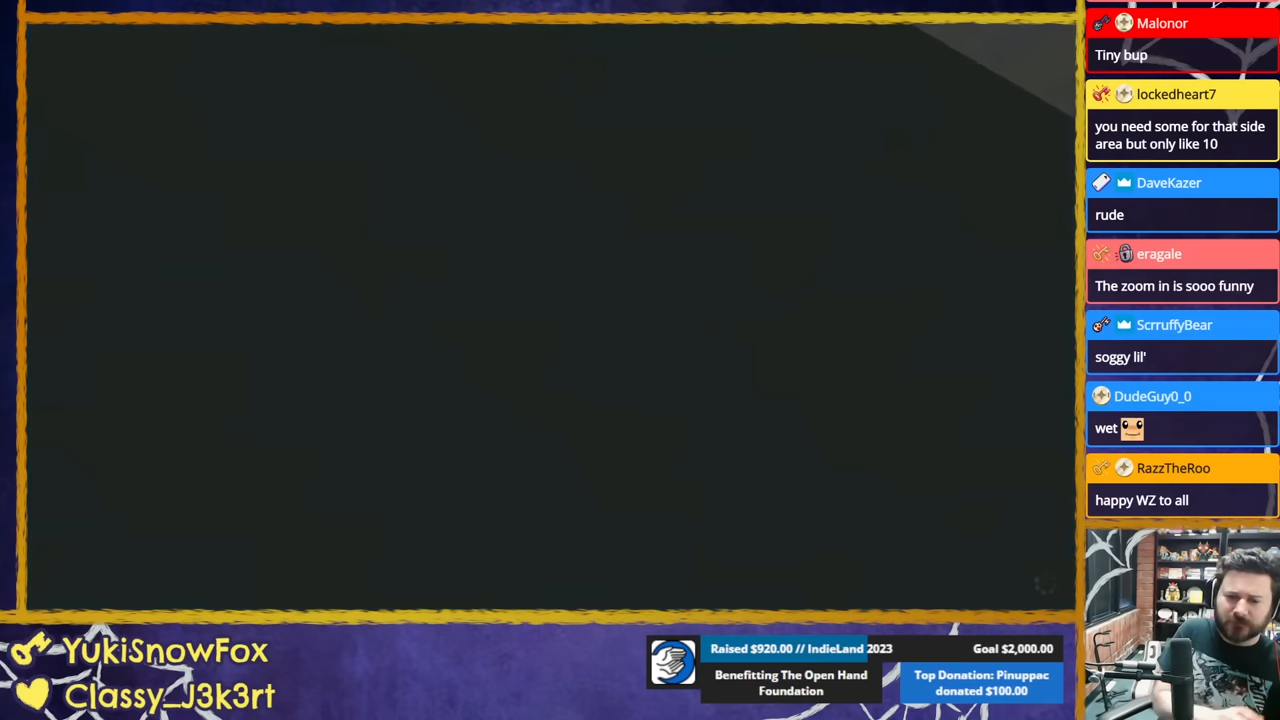 Malonor
Tiny bup
lockedheart7
you need some for that side
area but only like 10
DaveKazer
rude
eragale
The zoom in is sooo funny
ScrruffyBear
soggy lil'
DudeGuy0_0
wet
RazzTheRoo
happy WZ to all
YukiSnowFox
Classy_J3k3rt
Raised $920.00 // IndieLand 2023 Goal $2,000.00
Benefitting The Open Hand
Foundation
Top Donation: Pinuppac
donated $100.00